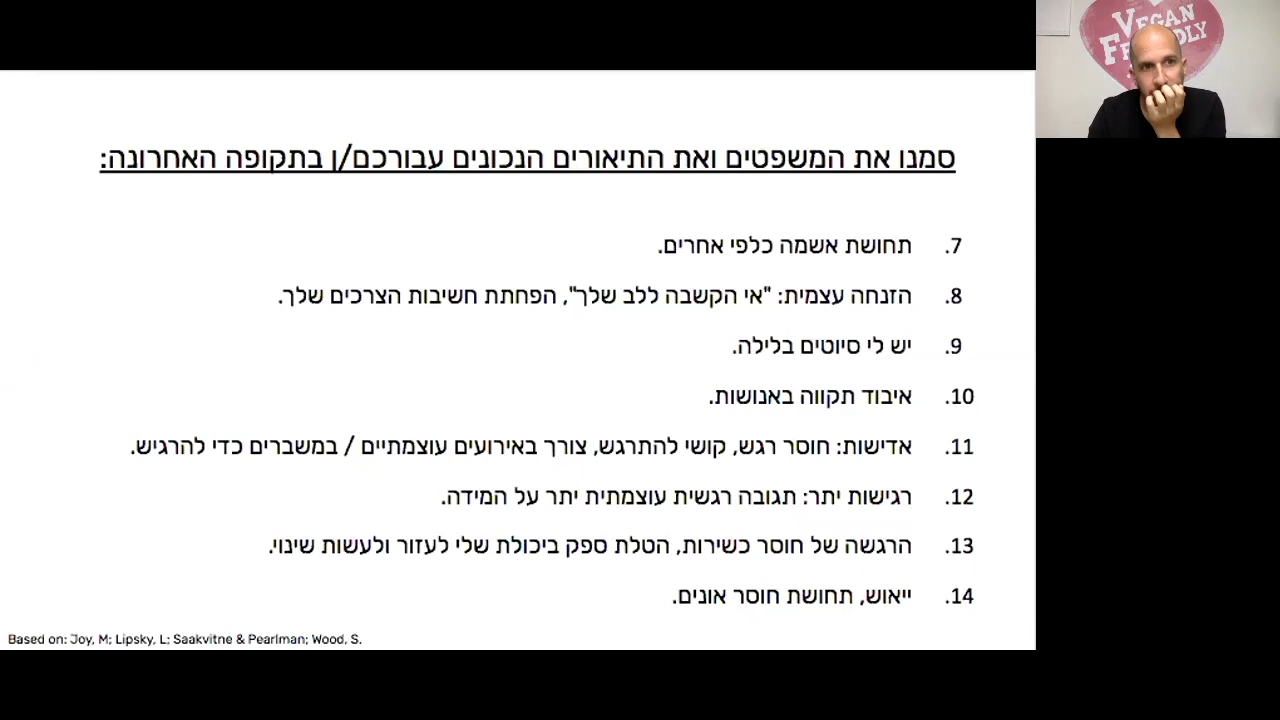 VEGAN
FRIENDLY
סמנו את המשפטים ואת התיאורים הנכונים עבורכם/ן בתקופה האחרונה:
7. תחושת אשמה כלפי אחרים.
8. הזנחה עצמית: "אי הקשבה ללב שלך", הפחתת חשיבות הצרכים שלך.
9. יש לי סיוטים בלילה.
10. איבוד תקווה באנושות.
11. אדישות: חוסר רגש, קושי להתרגש, צורך באירועים עוצמתיים / במשברים כדי להרגיש.
12. רגישות יתר: תגובה רגשית עוצמתית יתר על המידה.
13. הרגשה של חוסר כשירות, הטלת ספק ביכולת שלי לעזור ולעשות שינוי.
14. ייאוש, תחושת חוסר אונים.
Based on: Joy, M; Lipsky, L; Saakvitne & Pearlman; Wood, S.